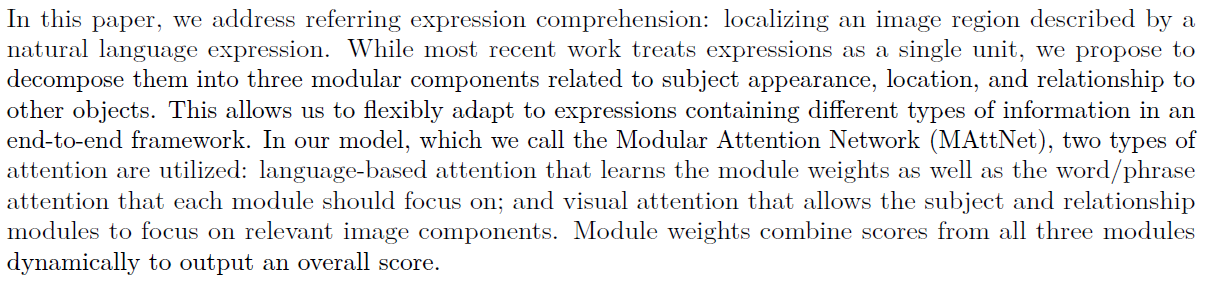 In this paper, we address referring expression comprehension: localizing an image region described by a
natural language expression. While most recent work treats expressions as a single unit, we propose to
decompose them into three modular components related to subject appearance, location, and relationship to
other objects. This allows us to flexibly adapt to expressions containing different types of information in an
end-to-end framework. In our model, which we call the Modular Attention Network (MAttNet), two types of
attention are utilized: language-based attention that learns the module weights as well as the word/phrase
attention that each module should focus on; and visual attention that allows the subject and relationship
modules to focus on relevant image components. Module weights combine scores from all three modules
dynamically to output an overall score.